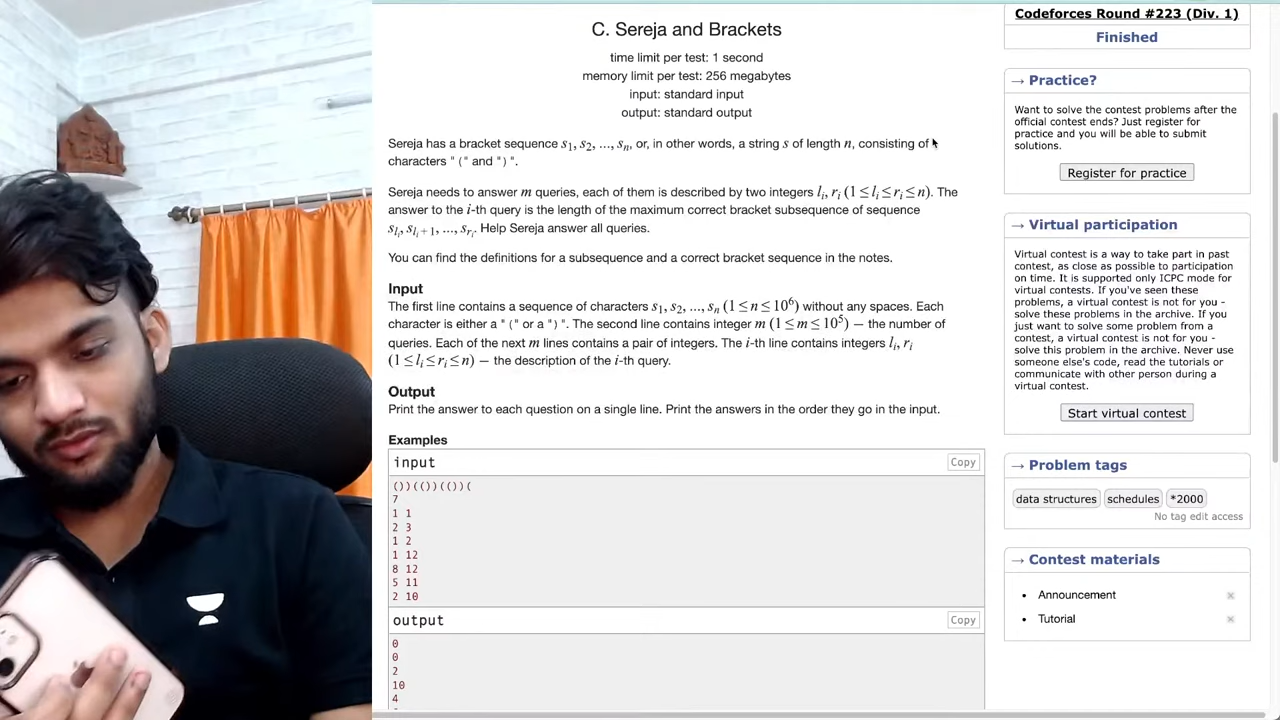 C. Sereja and Brackets
time limit per test: 1 second
memory limit per test: 256 megabytes
input: standard input
output: standard output
Sereja has a bracket sequence s1, s2, ..., sn, or, in other words, a string s of length n, consisting of
characters "(" and ")".
Sereja needs to answer m queries, each of them is described by two integers li, ri (1 ≤ li ≤ ri ≤ n). The
answer to the i-th query is the length of the maximum correct bracket subsequence of sequence
sli, sli + 1, ..., sri. Help Sereja answer all queries.
You can find the definitions for a subsequence and a correct bracket sequence in the notes.
Input
The first line contains a sequence of characters s1, s2, ..., sn (1 ≤ n ≤ 10^6) without any spaces. Each
character is either a "(" or a ")". The second line contains integer m (1 ≤ m ≤ 10^5) — the number of
queries. Each of the next m lines contains a pair of integers. The i-th line contains integers li, ri
(1 ≤ li ≤ ri ≤ n) — the description of the i-th query.
Output
Print the answer to each question on a single line. Print the answers in the order they go in the input.
Examples
input
Copy
())(())(())(
7
1 1
2 3
1 2
1 12
8 12
5 11
2 10
output
Copy
0
0
2
10
4
Codeforces Round #223 (Div. 1)
Finished
→ Practice?
Want to solve the contest problems after the
official contest ends? Just register for
practice and you will be able to submit
solutions.
Register for practice
→ Virtual participation
Virtual contest is a way to take part in past
contest, as close as possible to participation
on time. It is supported only ICPC mode for
virtual contests. If you've seen these
problems, a virtual contest is not for you -
solve these problems in the archive. If you
just want to solve some problem from a
contest, a virtual contest is not for you -
solve this problem in the archive. Never use
someone else's code, read the tutorials or
communicate with other person during a
virtual contest.
Start virtual contest
→ Problem tags
data structures schedules *2000
No tag edit access
→ Contest materials
Announcement
Tutorial